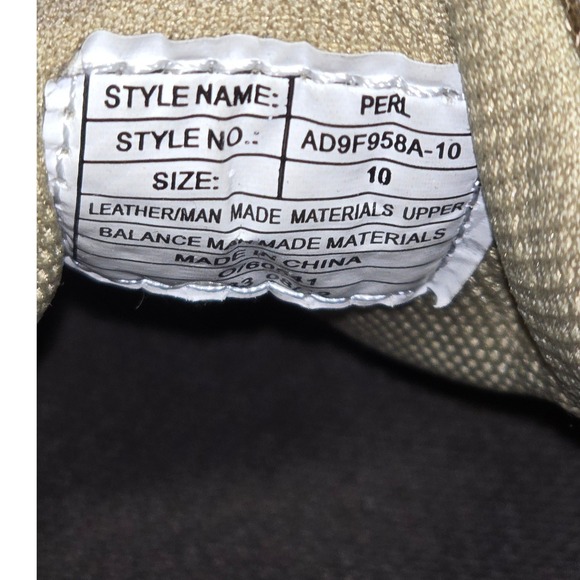 STYLE NAME: PERL
STYLE NO.: AD9F958A-10
SIZE: 10
LEATHER/MAN MADE MATERIALS UPPER
BALANCE MAN MADE MATERIALS
MADE IN CHINA